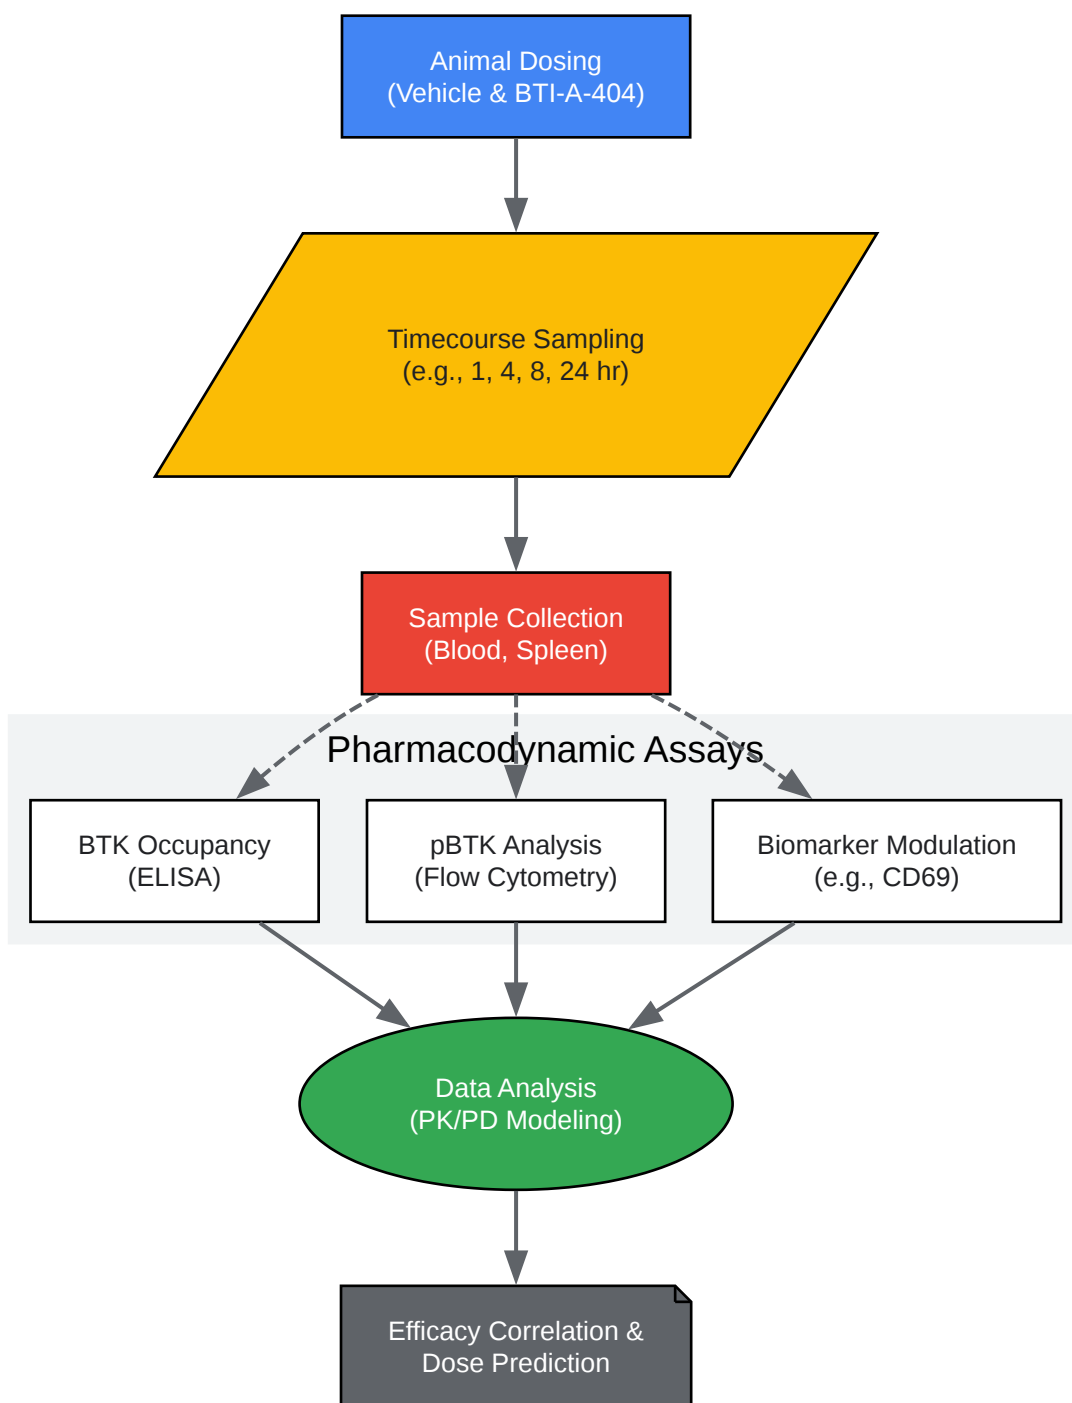 Animal Dosing
(Vehicle & BTI-A-404)
Timecourse Sampling
(e.g., 1, 4, 8, 24 hr)
Sample Collection
(Blood, Spleen)
Pharmacodynamic Assays
BTK Occupancy
(ELISA)
pBTK Analysis
(Flow Cytometry)
Biomarker Modulation
(e.g., CD69)
Data Analysis
(PK/PD Modeling)
Efficacy Correlation &
Dose Prediction